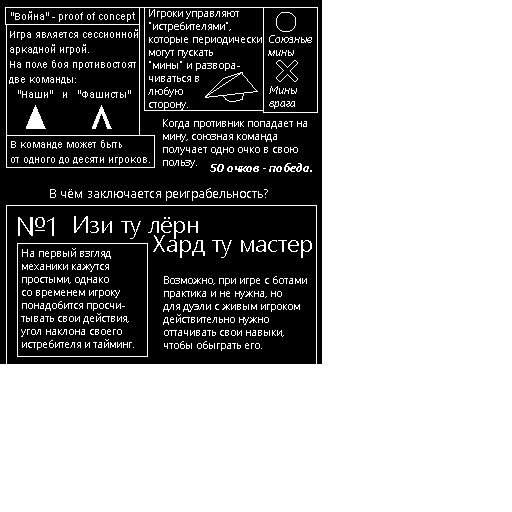 "Война" - proof of concept
Игра является сессионной
аркадной игрой.
На поле боя противостоят
две команды:
"Наши" и "Фашисты"
В команде может быть
от одного до десяти игроков.
Игроки управляют
"истребителями",
которые периодически
могут пускать
"мины" и развора-
чиваться в
любую
сторону.
Союзные
мины
Мины
врага
Когда противник попадает на
мину, союзная команда
получает одно очко в свою
пользу.
50 очков - победа.
В чём заключается реиграбельность?
№1 Изи ту лёрн
Хард ту мастер
На первый взгляд
механики кажутся
простыми, однако
со временем игроку
понадобится просчи-
тывать свои действия,
угол наклона своего
истребителя и тайминг.
Возможно, при игре с ботами
практика и не нужна, но
для дуэли с живым игроком
действительно нужно
оттачивать свои навыки,
чтобы обыграть его.